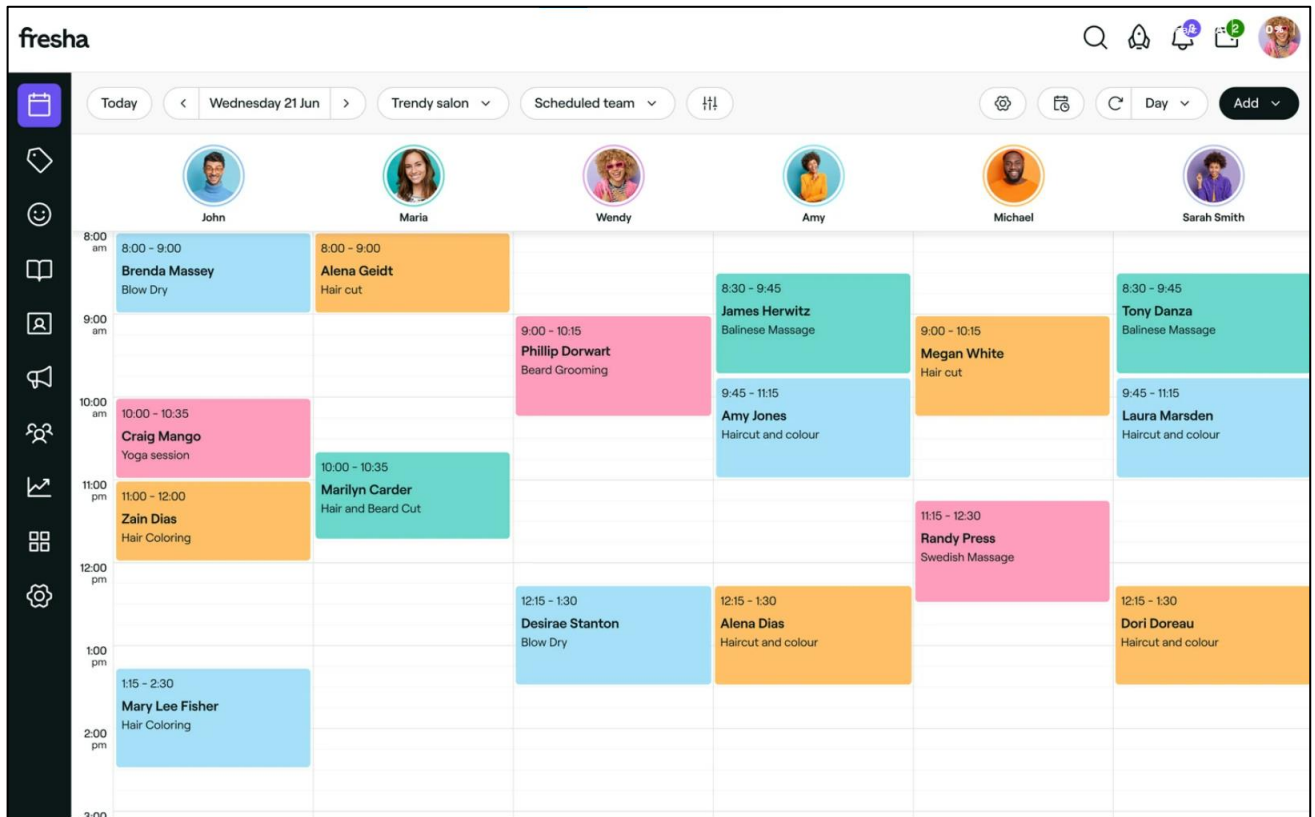 fresha
2
Today
Wednesday 21 Jun
Trendy salon
Scheduled team
Day
Add
John
Maria
Wendy
Amy
Michael
Sarah Smith
8:00
am
8:00 - 9:00
Brenda Massey
Blow Dry
8:00 - 9:00
Alena Geidt
Hair cut
8:30 - 9:45
James Herwitz
Balinese Massage
8:30 - 9:45
Tony Danza
Balinese Massage
9:00
am
9:00 - 10:15
Phillip Dorwart
Beard Grooming
9:00 - 10:15
Megan White
Hair cut
9:45 - 11:15
Amy Jones
Haircut and colour
9:45 - 11:15
Laura Marsden
Haircut and colour
10:00
am
10:00 - 10:35
Craig Mango
Yoga session
10:00 - 10:35
Marilyn Carder
Hair and Beard Cut
11:00
pm
11:00 - 12:00
Zain Dias
Hair Coloring
11:15 - 12:30
Randy Press
Swedish Massage
12:00
pm
12:15 - 1:30
Desirae Stanton
Blow Dry
12:15 - 1:30
Alena Dias
Haircut and colour
12:15 - 1:30
Dori Doreau
Haircut and colour
1:00
pm
1:15 - 2:30
Mary Lee Fisher
Hair Coloring
2:00
pm
3:00